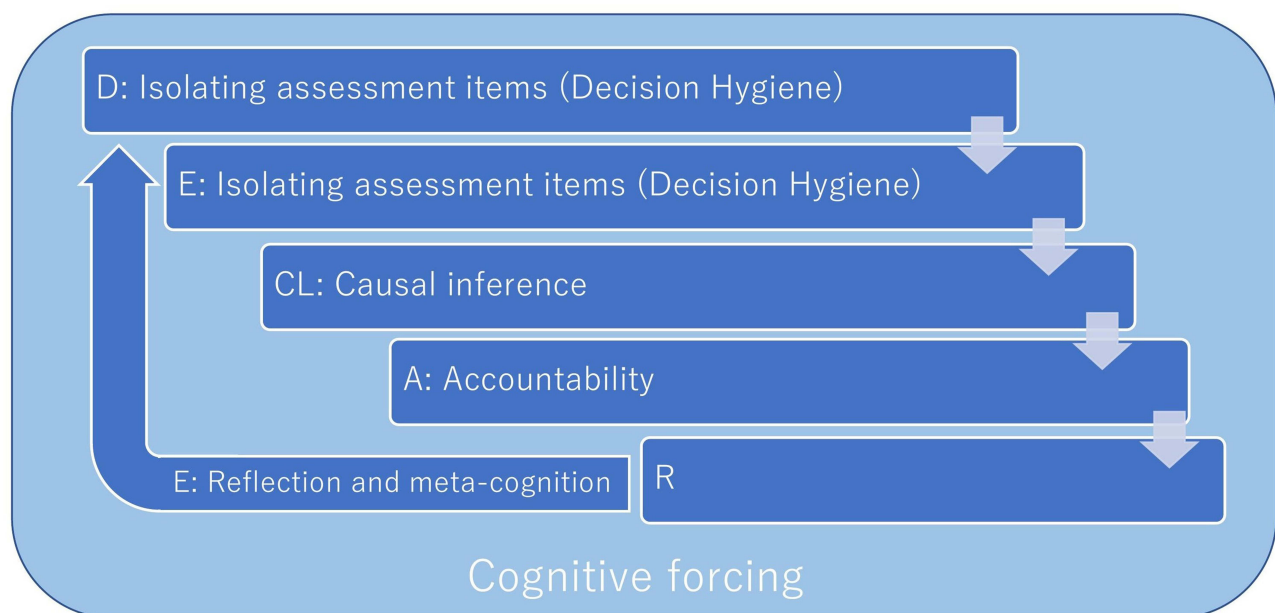 D: Isolating assessment items (Decision Hygiene)
E: Isolating assessment items (Decision Hygiene)
CL: Causal inference
A: Accountability
R
E: Reflection and meta-cognition
Cognitive forcing